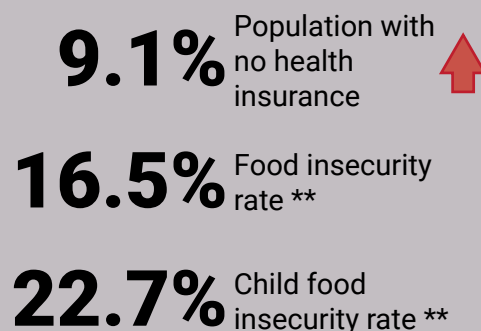 9.1%
Population with
no health
insurance
16.5%
Food insecurity
rate **
22.7%
Child food
insecurity rate **